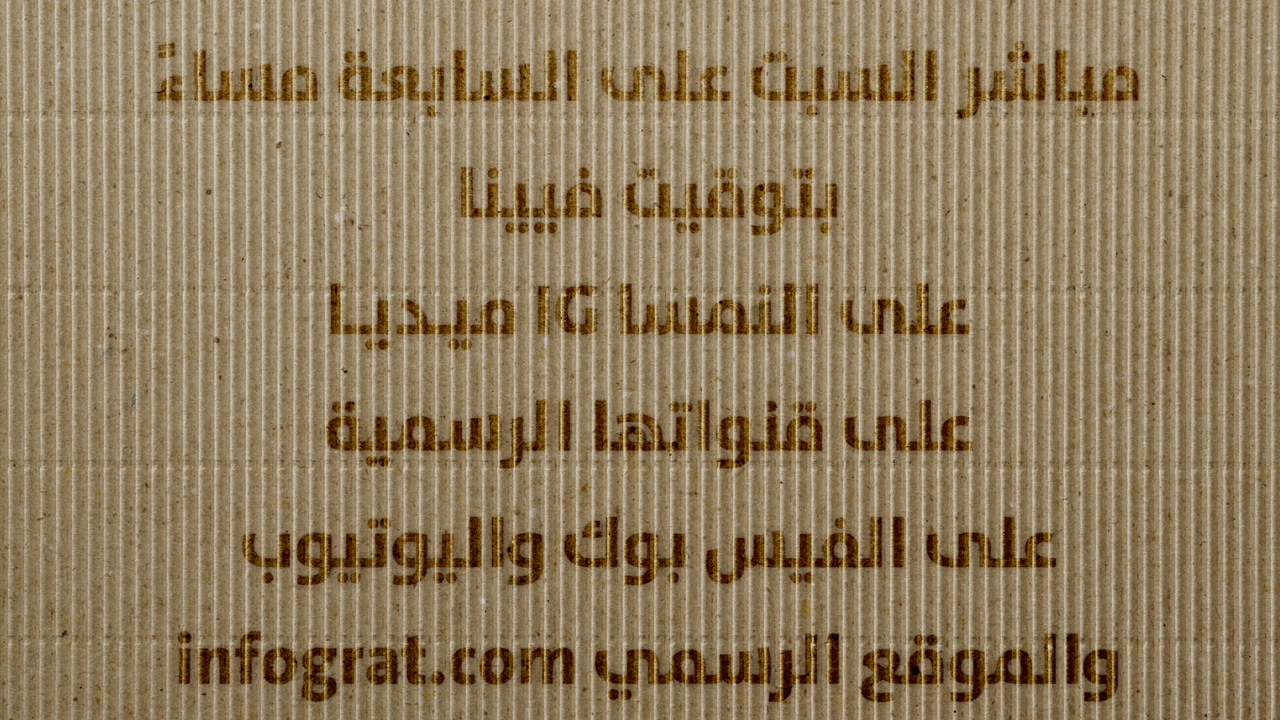 مباشر السبت على السابعة مساءً
بتوقيت فيينا
على النمسا IG ميديا
على قنواتها الرسمية
على الفيس بوك واليوتيوب
والموقع الرسمي infograt.com